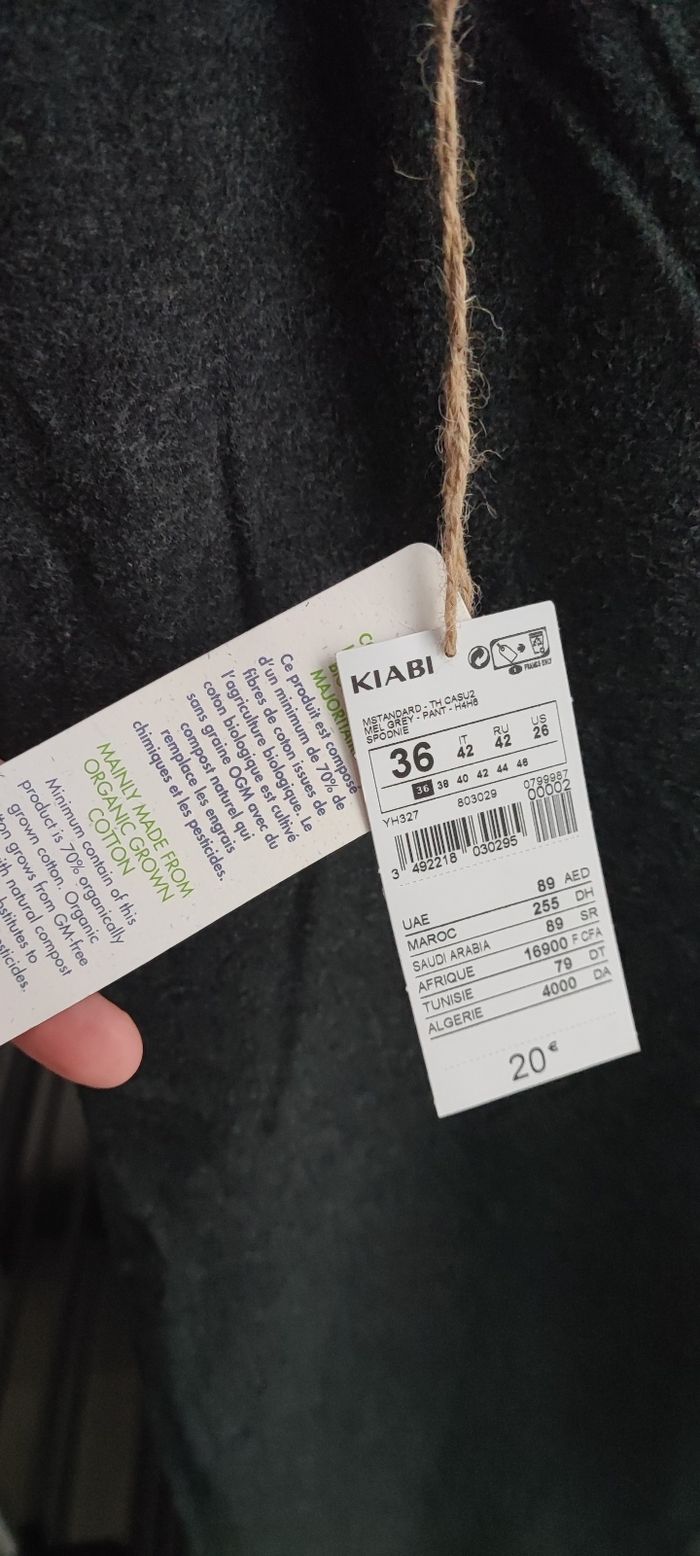 KIABI
FRANCE ONLY
MSTANDARD - TH.CASU2
MEL GREY - PANT - H4H8
SPODNIE
36
IT
42
RU
42
US
26
36 38 40 42 44 46
0799987
YH327
803029
00002
3 492218 030295
UAE 89 AED
MAROC 255 DH
SAUDI ARABIA 89 SR
AFRIQUE 16900 F CFA
TUNISIE 79 DT
ALGERIE 4000 DA
20€
Ce produit est composé
d'un minimum de 70% de
fibres de coton issues de
l'agriculture biologique. Le
coton biologique est cultivé
sans graine OGM avec du
compost naturel qui
remplace les engrais
chimiques et les pesticides.
MAINLY MADE FROM
ORGANIC GROWN
COTTON
Minimum contain of this
product is 70% organically
grown cotton. Organic
grows from GM-free
natural compost
to